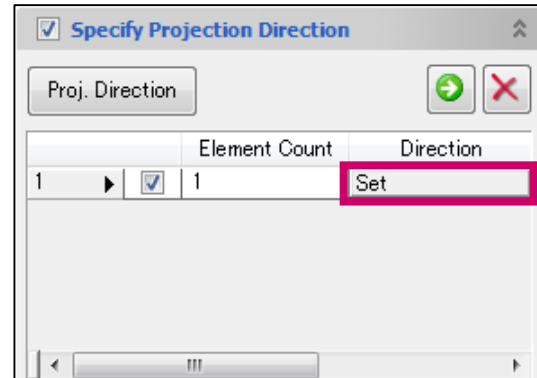 Specify Projection Direction
Proj. Direction
Element Count Direction
1 1 Set